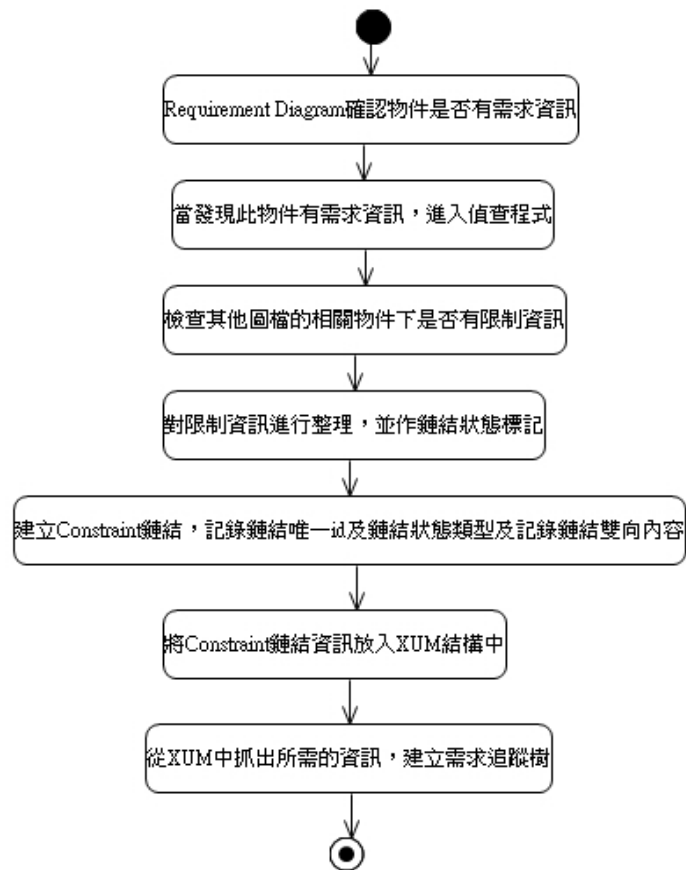 Requirement Diagram確認物件是否有需求資訊
當發現此物件有需求資訊，進入偵查程式
檢查其他圖檔的相關物件下是否有限制資訊
對限制資訊進行整理，並作鏈結狀態標記
建立Constraint鏈結，記錄鏈結唯一id及鏈結狀態類型及記錄鏈結雙向內容
將Constraint鏈結資訊放入XUM結構中
從XUM中抓出所需的資訊，建立需求追蹤樹